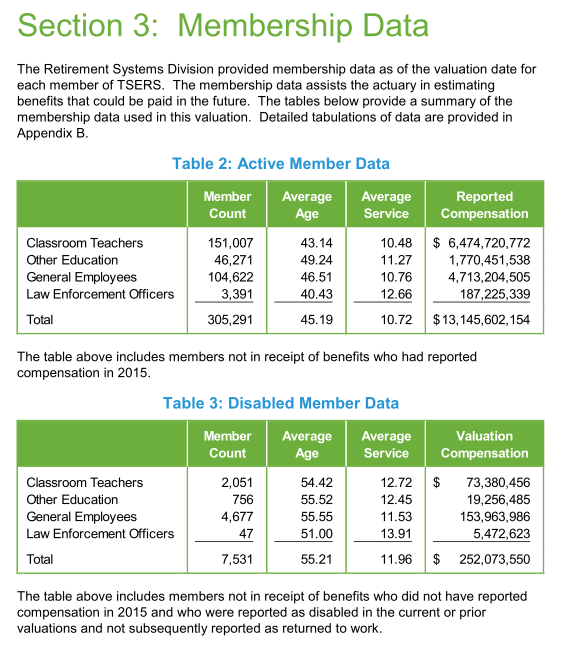 Section 3:  Membership Data
The Retirement Systems Division provided membership data as of the valuation date for
each member of TSERS.  The membership data assists the actuary in estimating
benefits that could be paid in the future.  The tables below provide a summary of the
membership data used in this valuation.  Detailed tabulations of data are provided in
Appendix B.
Table 2: Active Member Data
Member Average Average Reported
Count Age Service Compensation
Classroom Teachers 151,007 43.14 10.48 $ 6,474,720,772
Other Education 46,271 49.24 11.27 1,770,451,538
General Employees 104,622 46.51 10.76 4,713,204,505
Law Enforcement Officers 3,391 40.43 12.66 187,225,339
Total 305,291 45.19 10.72 $13,145,602,154
The table above includes members not in receipt of benefits who had reported
compensation in 2015.
Table 3: Disabled Member Data
Member Average Average Valuation
Count Age Service Compensation
Classroom Teachers 2,051 54.42 12.72 $ 73,380,456
Other Education 756 55.52 12.45 19,256,485
General Employees 4,677 55.55 11.53 153,963,986
Law Enforcement Officers 47 51.00 13.91 5,472,623
Total 7,531 55.21 11.96 $ 252,073,550
The table above includes members not in receipt of benefits who did not have reported
compensation in 2015 and who were reported as disabled in the current or prior
valuations and not subsequently reported as returned to work.